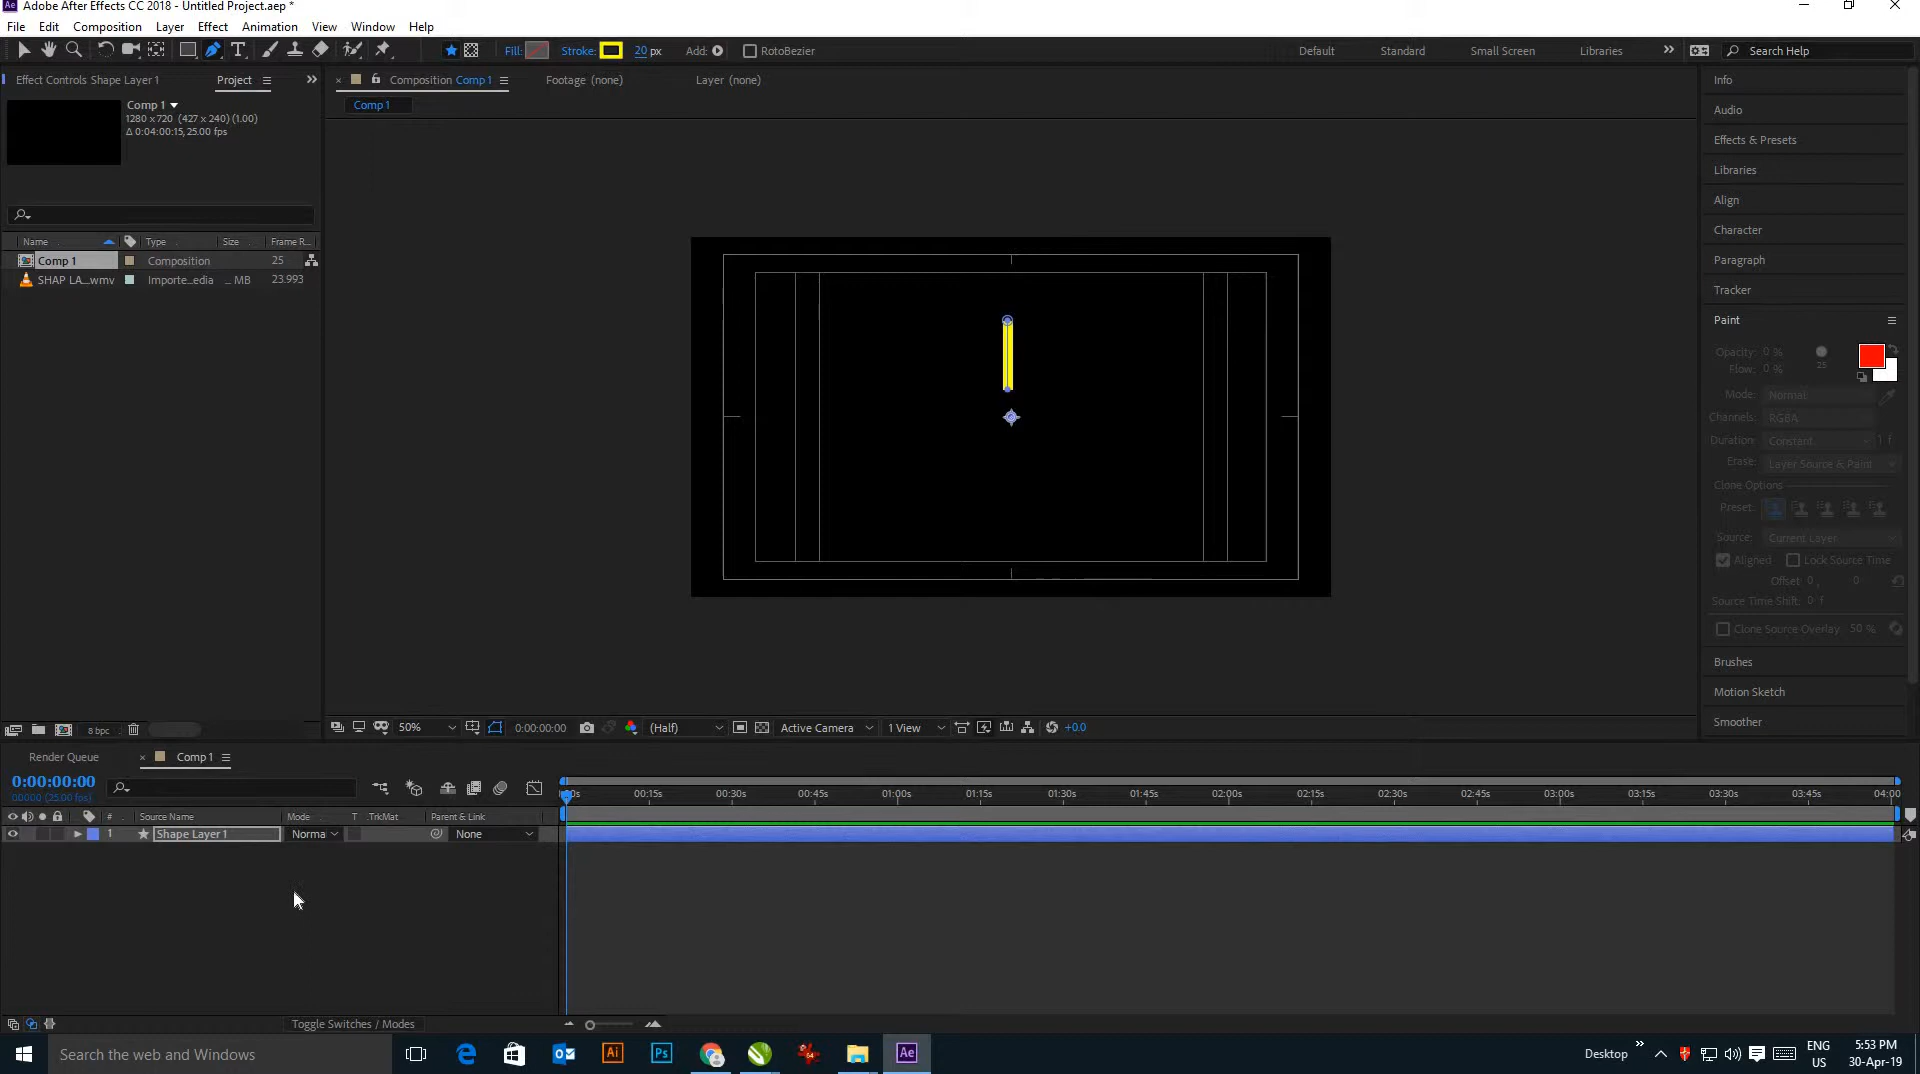 Adobe After Effects CC 2018 - Untitled Project.aep *
File Edit Composition Layer Effect Animation View Window Help
Fill: Stroke: 20 px Add: RotoBezier Default Standard Small Screen Libraries Search Help
Effect Controls Shape Layer 1 Project Composition Comp 1 Footage (none) Layer (none)
Comp 1
Comp 1
1280 x 720 (427 x 240) (1.00)
Δ 0:04:00:15, 25.00 fps
Name Type Size Frame R...
Comp 1 Composition 25
SHAP LA...wmv Importe...edia ... MB 23.993
Info
Audio
Effects & Presets
Libraries
Align
Character
Paragraph
Tracker
Paint
Opacity: 0 %
Flow: 0 % 25
Mode: Normal
Channels: RGBA
Duration: Constant 1 f
Erase: Layer Source & Paint
Clone Options
Preset:
Source: Current Layer
Aligned Lock Source Time
Offset: 0 , 0
Source Time Shift: 0 f
Clone Source Overlay 50 %
Brushes
Motion Sketch
Smoother
8 bpc 50% 0:00:00:00 (Half) Active Camera 1 View +0.0
Render Queue Comp 1
0:00:00:00
00000 (25.00 fps)
00s 00:15s 00:30s 00:45s 01:00s 01:15s 01:30s 01:45s 02:00s 02:15s 02:30s 02:45s 03:00s 03:15s 03:30s 03:45s 04:00
# Source Name Mode T .TrkMat Parent & Link
1 Shape Layer 1 Norma None
Toggle Switches / Modes
Search the web and Windows Desktop ENG US 5:53 PM 30-Apr-19